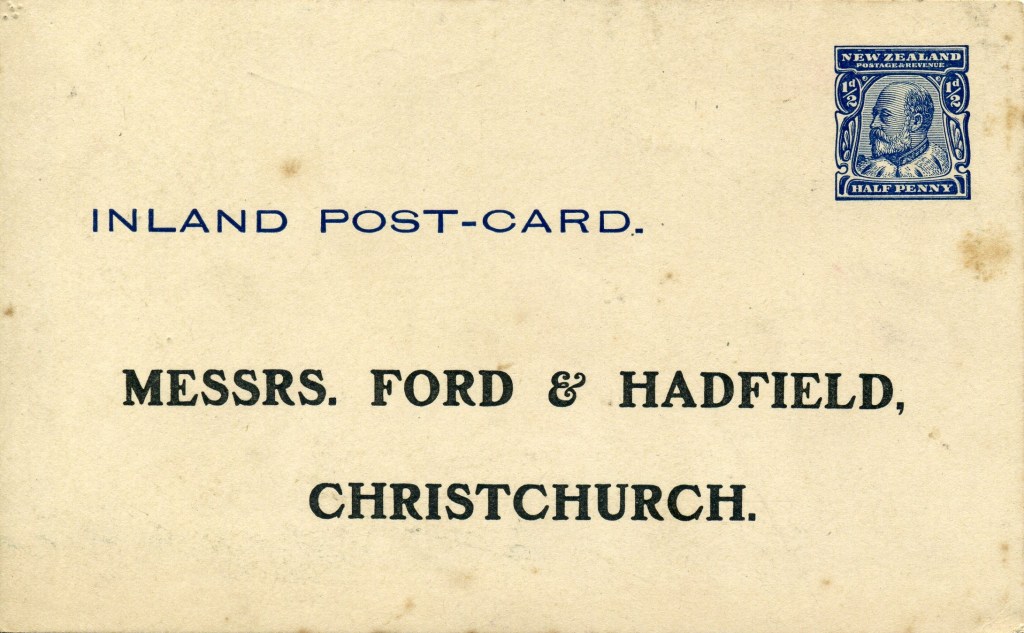 NEW ZEALAND
POSTAGE & REVENUE
½d ½d
HALF PENNY
INLAND POST-CARD.
MESSRS. FORD & HADFIELD,
CHRISTCHURCH.